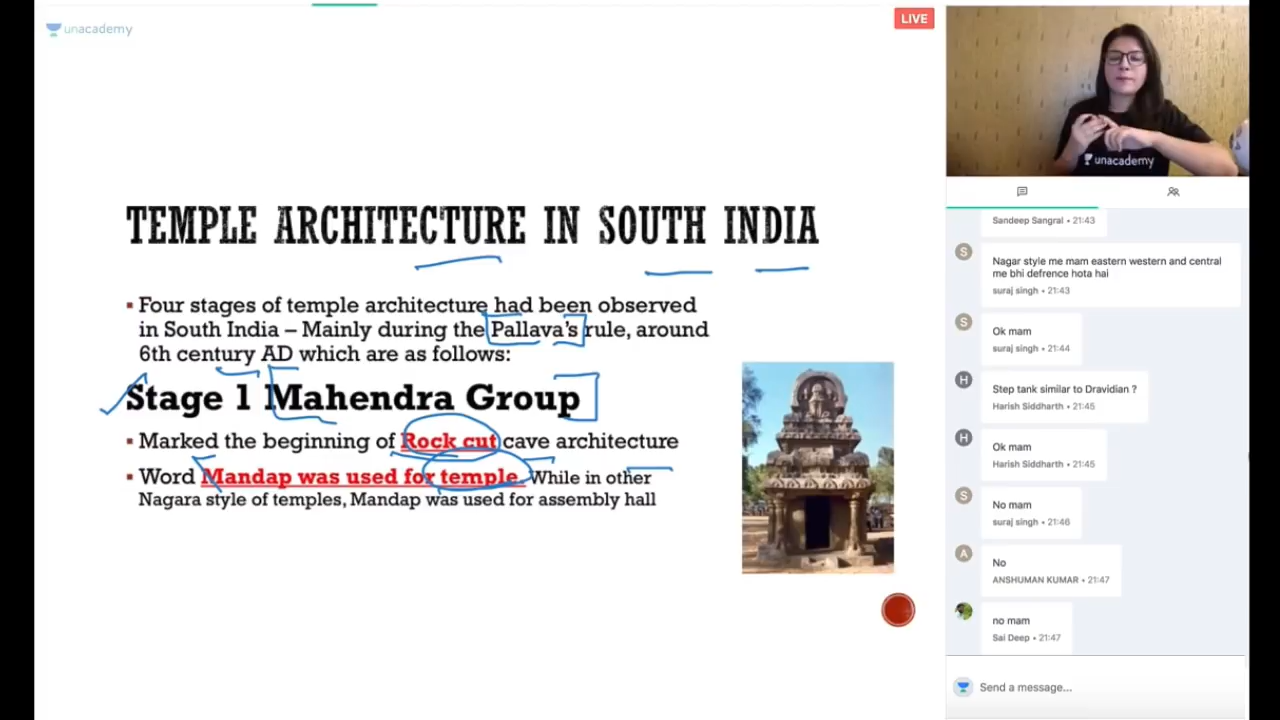 unacademy
LIVE
TEMPLE ARCHITECTURE IN SOUTH INDIA
▪ Four stages of temple architecture had been observed
in South India – Mainly during the Pallava's rule, around
6th century AD which are as follows:
Stage 1 Mahendra Group
▪ Marked the beginning of Rock cut cave architecture
▪ Word Mandap was used for temple. While in other
Nagara style of temples, Mandap was used for assembly hall
unacademy
Sandeep Sangral • 21:43
S
Nagar style me mam eastern western and central
me bhi defrence hota hai
suraj singh • 21:43
S
Ok mam
suraj singh • 21:44
H
Step tank similar to Dravidian ?
Harish Siddharth • 21:45
H
Ok mam
Harish Siddharth • 21:45
S
No mam
suraj singh • 21:46
A
No
ANSHUMAN KUMAR • 21:47
no mam
Sai Deep • 21:47
Send a message...